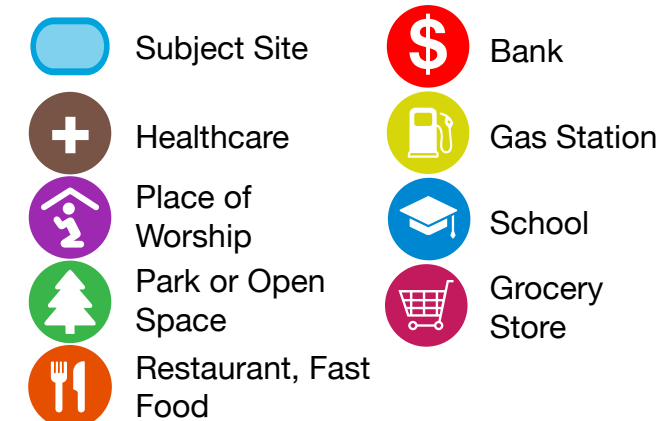 Subject Site
Healthcare
Place of
Worship
Park or Open
Space
Restaurant, Fast
Food
$
Bank
Gas Station
School
Grocery
Store